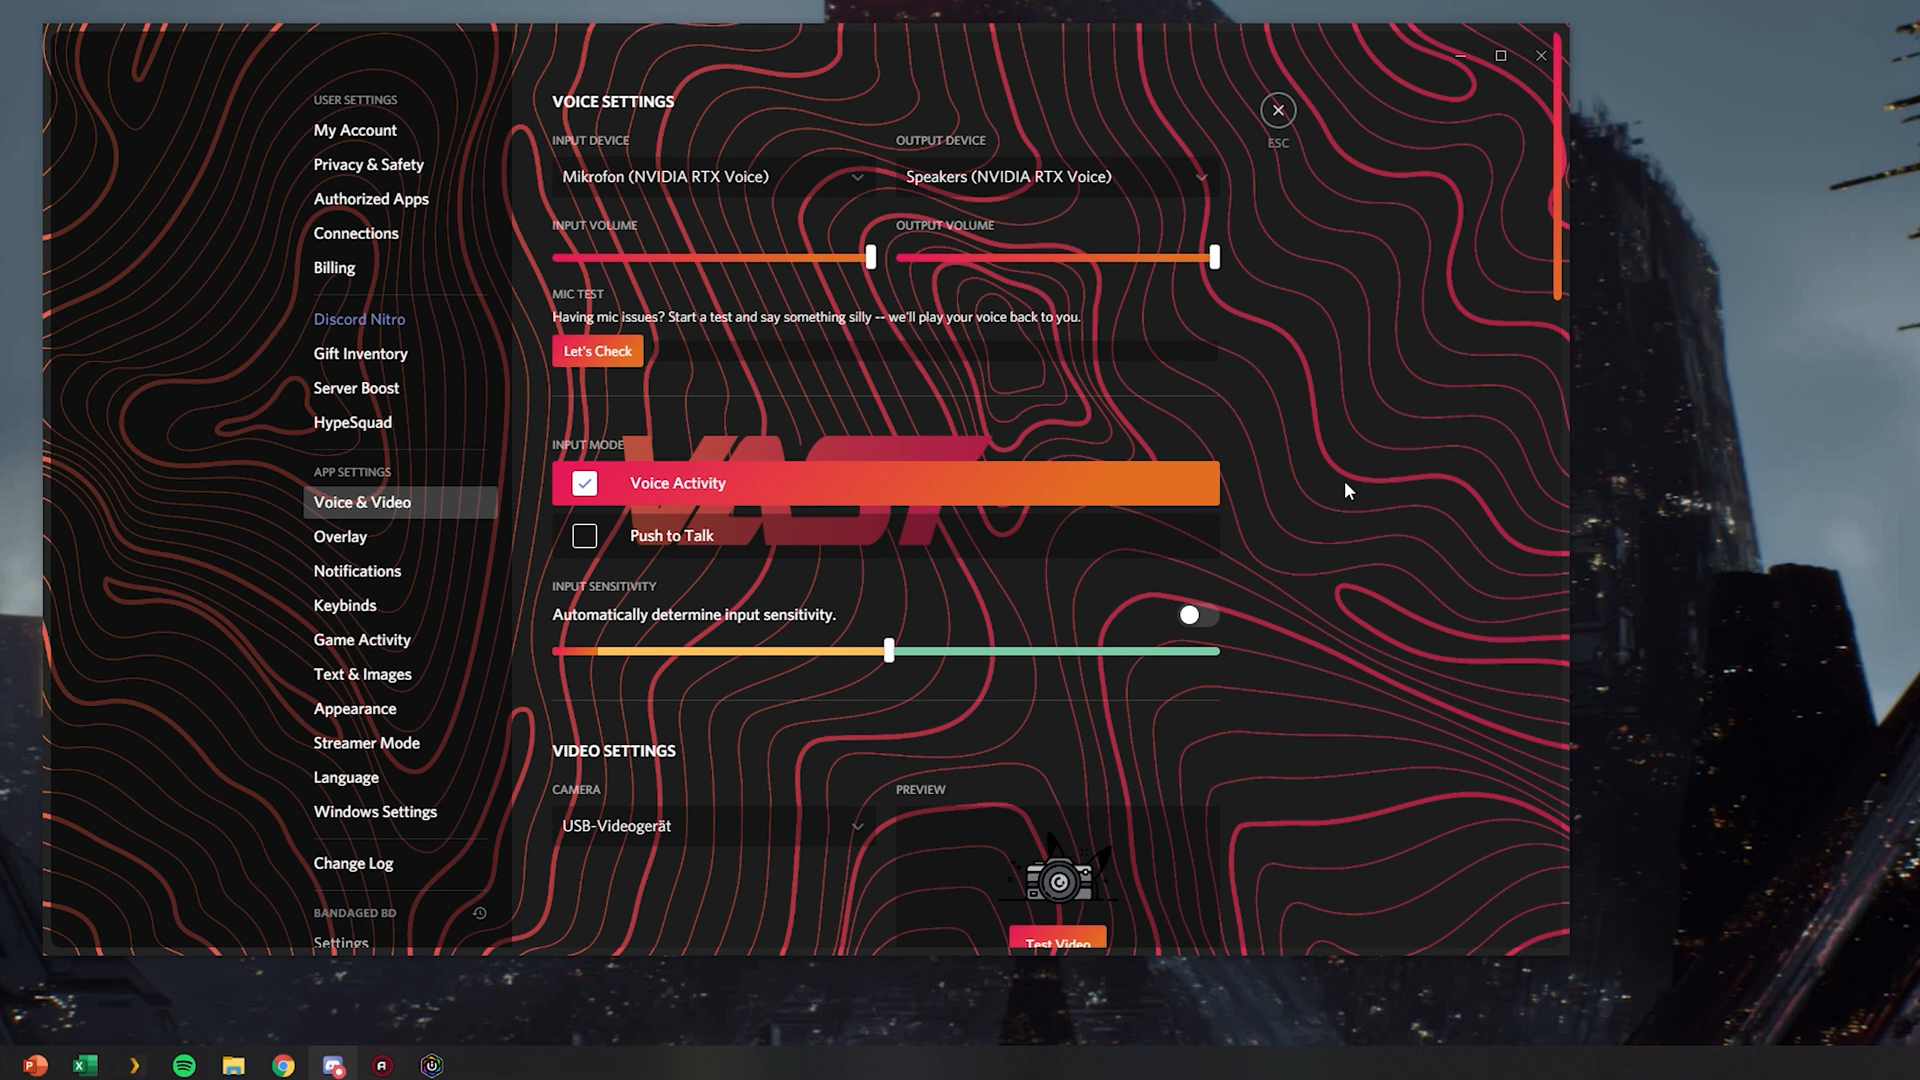 USER SETTINGS
My Account
Privacy & Safety
Authorized Apps
Connections
Billing
Discord Nitro
Gift Inventory
Server Boost
HypeSquad
APP SETTINGS
Voice & Video
Overlay
Notifications
Keybinds
Game Activity
Text & Images
Appearance
Streamer Mode
Language
Windows Settings
Change Log
BANDAGED BD
Settings
VOICE SETTINGS
ESC
INPUT DEVICE OUTPUT DEVICE
Mikrofon (NVIDIA RTX Voice) Speakers (NVIDIA RTX Voice)
INPUT VOLUME OUTPUT VOLUME
MIC TEST
Having mic issues? Start a test and say something silly -- we'll play your voice back to you.
Let's Check
INPUT MODE
VAST
Voice Activity
Push to Talk
INPUT SENSITIVITY
Automatically determine input sensitivity.
VIDEO SETTINGS
CAMERA PREVIEW
USB-Videogerät
Test Video